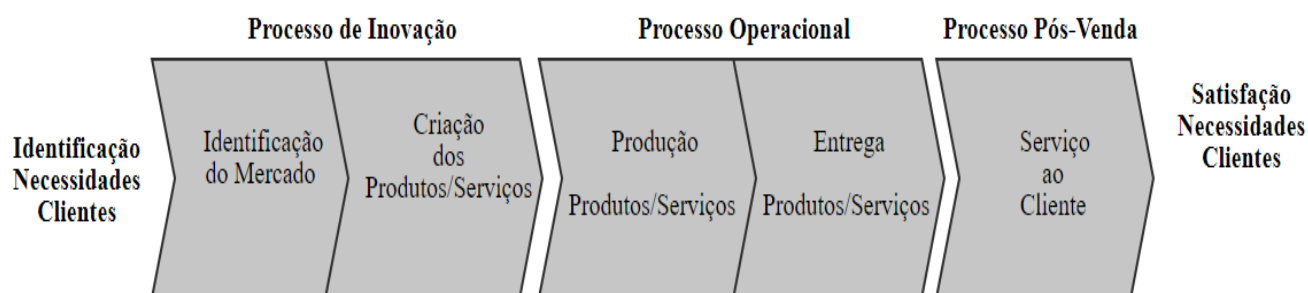 Processo de Inovação
Processo Operacional
Processo Pós-Venda
Identificação
Necessidades
Clientes
Identificação
do Mercado
Criação
dos
Produtos/Serviços
Produção
Produtos/Serviços
Entrega
Produtos/Serviços
Serviço
ao
Cliente
Satisfação
Necessidades
Clientes